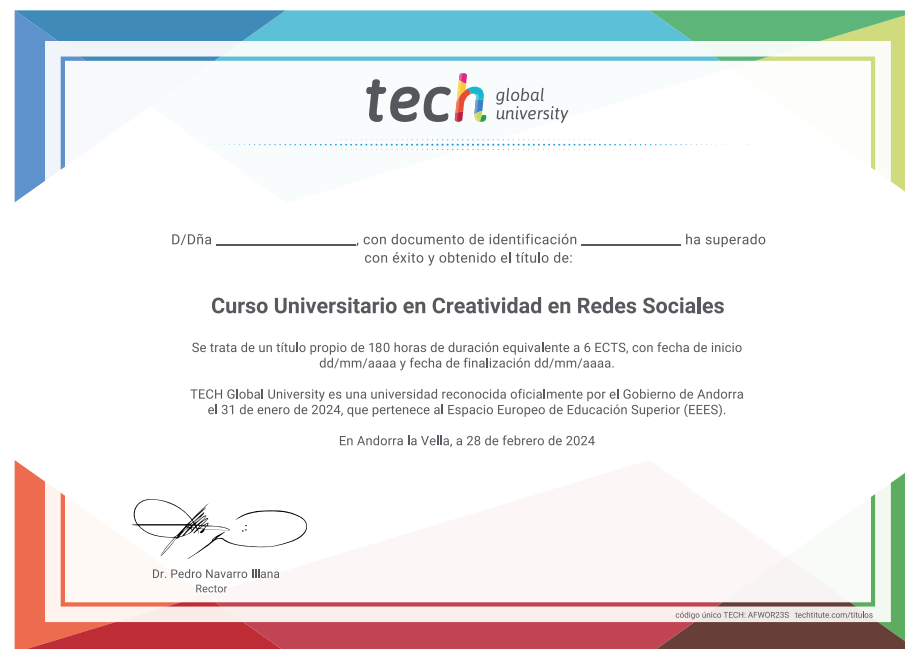 tech global university
D/Dña ____________________, con documento de identificación ______________ ha superado
con éxito y obtenido el título de:
Curso Universitario en Creatividad en Redes Sociales
Se trata de un título propio de 180 horas de duración equivalente a 6 ECTS, con fecha de inicio
dd/mm/aaaa y fecha de finalización dd/mm/aaaa.
TECH Global University es una universidad reconocida oficialmente por el Gobierno de Andorra
el 31 de enero de 2024, que pertenece al Espacio Europeo de Educación Superior (EEES).
En Andorra la Vella, a 28 de febrero de 2024
Dr. Pedro Navarro Illana
Rector
código único TECH: AFWOR23S techtitute.com/titulos